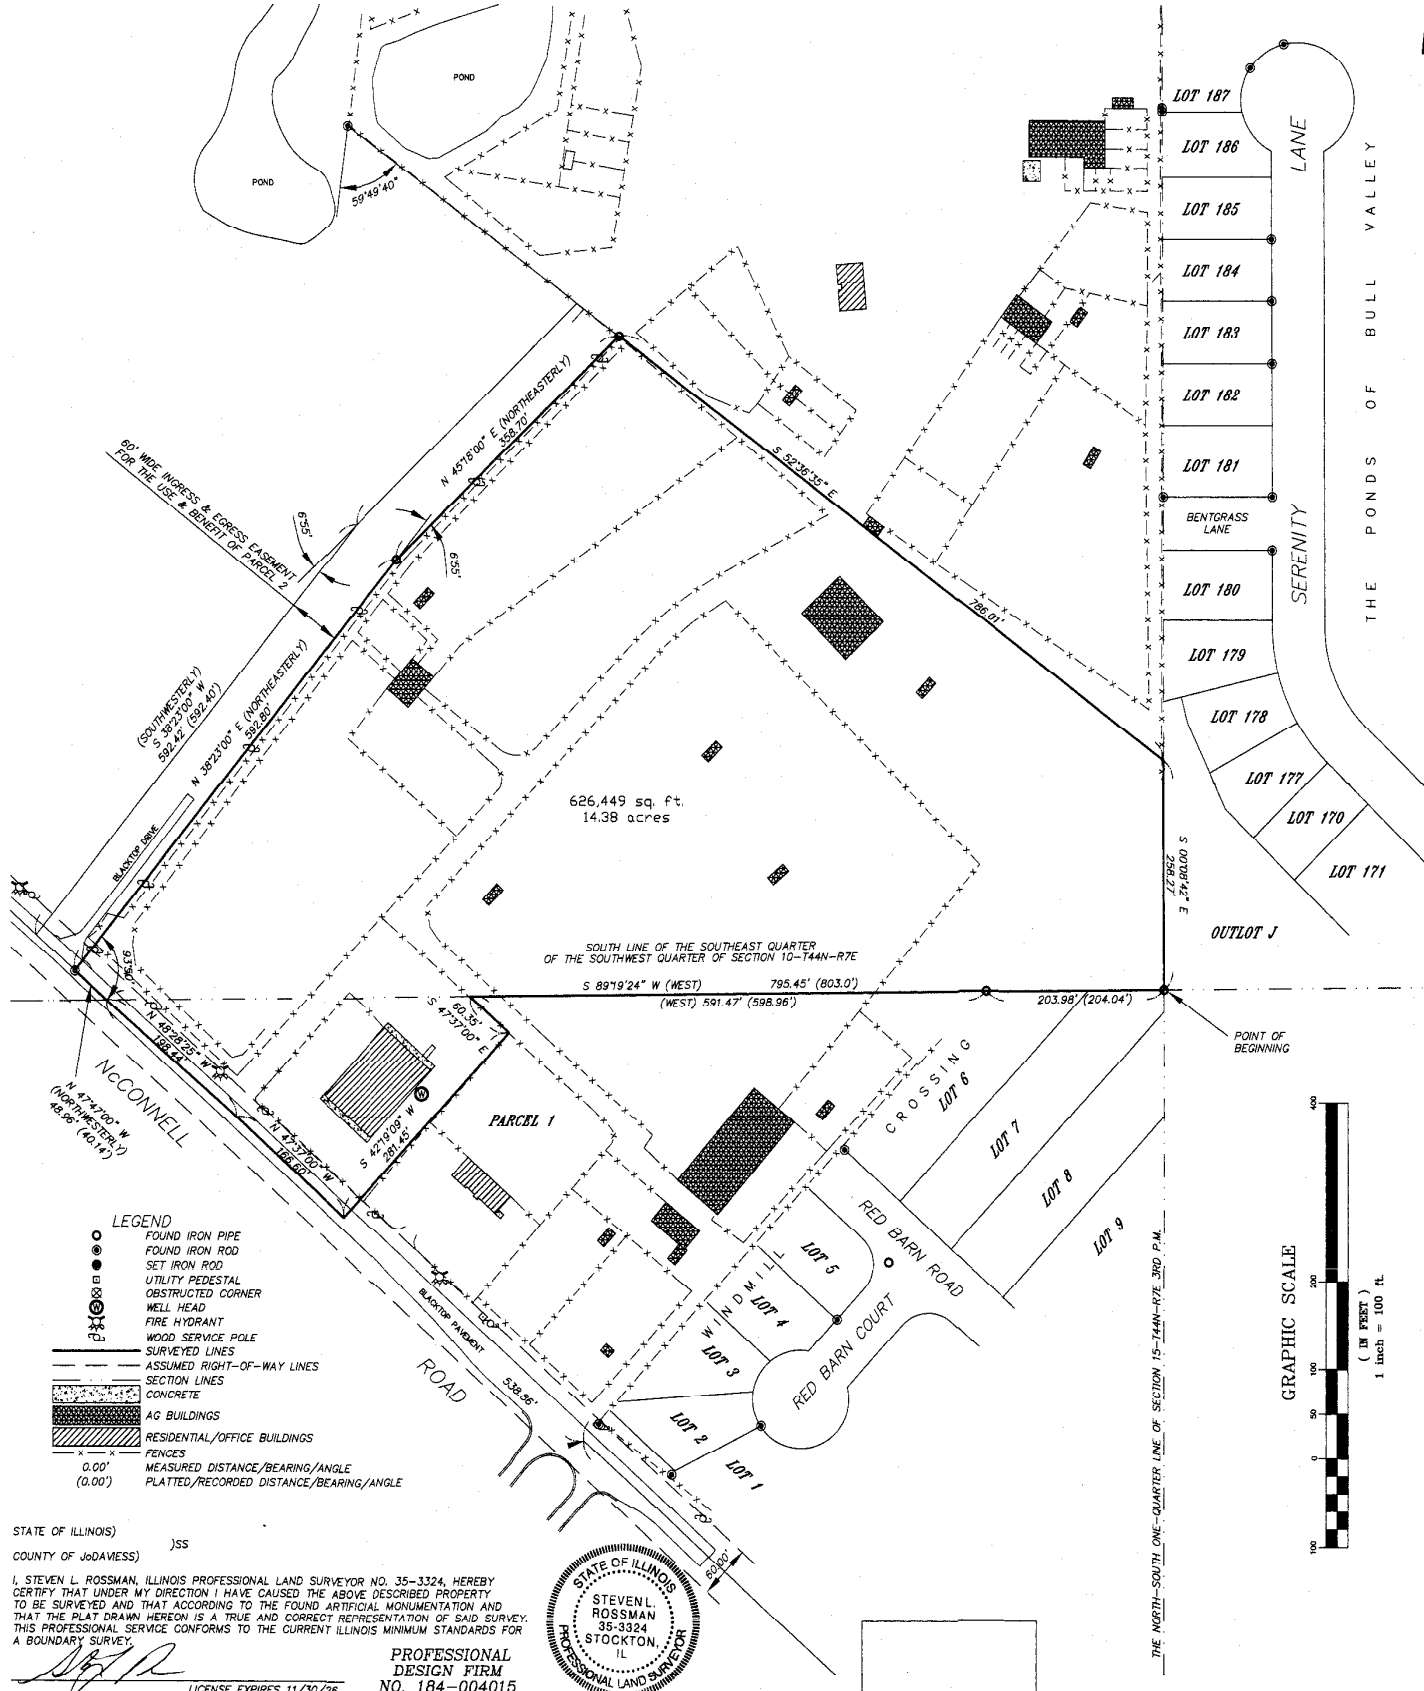 POND
POND
59°49'40"
LOT 187
LOT 186
LOT 185
LOT 184
LOT 183
LOT 182
LOT 181
BENTGRASS
LANE
LOT 180
LOT 179
LOT 178
LOT 177
LOT 170
LOT 171
OUTLOT J
SERENITY LANE
THE PONDS OF BULL VALLEY
N 45°18'00" E (NORTHEASTERLY)
358.70'
S 52°36'35" E
786.01'
60' WIDE INGRESS & EGRESS EASEMENT
FOR THE USE & BENEFIT OF PARCEL 2
6°55'
6°55'
(SOUTHWESTERLY)
S 38°23'00" W
592.42' (592.40')
N 38°23'00" E (NORTHEASTERLY)
592.80'
BLACKTOP DRIVE
93°50'
626,449 sq. ft.
14.38 acres
S 00°08'42" E
258.27'
SOUTH LINE OF THE SOUTHEAST QUARTER
OF THE SOUTHWEST QUARTER OF SECTION 10-T44N-R7E
S 89°19'24" W (WEST) 795.45' (803.0')
(WEST) 591.47' (598.96')
203.98' (204.04')
POINT OF
BEGINNING
60.35'
S 47°37'00" E
N 48°28'25" W
198.44'
N 47°47'00" W
(NORTHWESTERLY)
48.96' (40.14')
N 47°37'00" W
166.60'
S 42°19'09" W
281.45'
W
PARCEL 1
McCONNELL
ROAD
BLACKTOP PAVEMENT
538.56'
60.00'
WINDMILL CROSSING
LOT 6
LOT 7
LOT 8
LOT 9
LOT 5
LOT 4
LOT 3
LOT 2
LOT 1
RED BARN ROAD
RED BARN COURT
THE NORTH-SOUTH ONE-QUARTER LINE OF SECTION 15-T44N-R7E 3RD P.M.
GRAPHIC SCALE
400
200
100
50
0
100
( IN FEET )
1 inch = 100 ft.
LEGEND
FOUND IRON PIPE
FOUND IRON ROD
SET IRON ROD
UTILITY PEDESTAL
OBSTRUCTED CORNER
W WELL HEAD
FIRE HYDRANT
WOOD SERVICE POLE
SURVEYED LINES
ASSUMED RIGHT-OF-WAY LINES
SECTION LINES
CONCRETE
AG BUILDINGS
RESIDENTIAL/OFFICE BUILDINGS
FENCES
0.00' MEASURED DISTANCE/BEARING/ANGLE
(0.00') PLATTED/RECORDED DISTANCE/BEARING/ANGLE
STATE OF ILLINOIS)
)SS
COUNTY OF JoDAVIESS)
I, STEVEN L. ROSSMAN, ILLINOIS PROFESSIONAL LAND SURVEYOR NO. 35-3324, HEREBY
CERTIFY THAT UNDER MY DIRECTION I HAVE CAUSED THE ABOVE DESCRIBED PROPERTY
TO BE SURVEYED AND THAT ACCORDING TO THE FOUND ARTIFICIAL MONUMENTATION AND
THAT THE PLAT DRAWN HEREON IS A TRUE AND CORRECT REPRESENTATION OF SAID SURVEY.
THIS PROFESSIONAL SERVICE CONFORMS TO THE CURRENT ILLINOIS MINIMUM STANDARDS FOR
A BOUNDARY SURVEY.
LICENSE EXPIRES 11/30/26
PROFESSIONAL
DESIGN FIRM
NO. 184-004015
STATE OF ILLINOIS
STEVEN L.
ROSSMAN
35-3324
STOCKTON,
IL
PROFESSIONAL LAND SURVEYOR